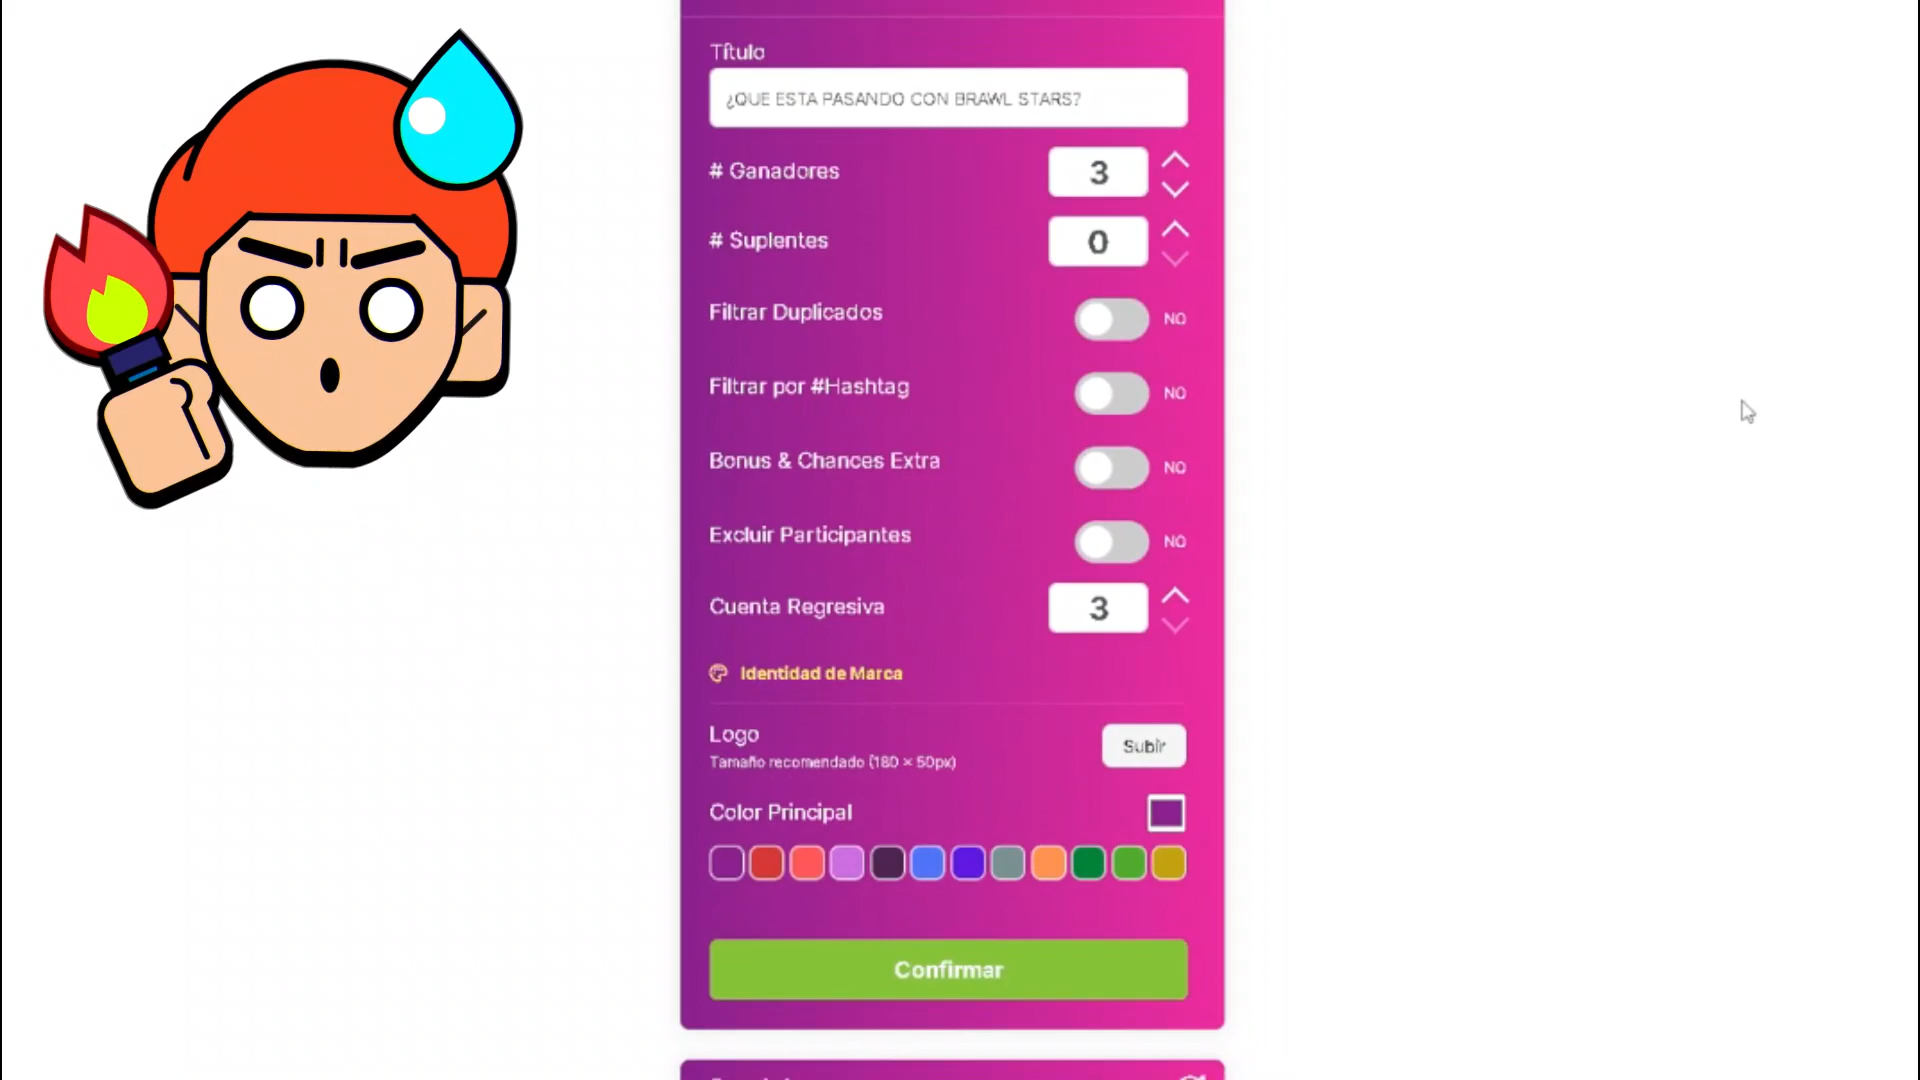 Título
¿QUE ESTA PASANDO CON BRAWL STARS?
# Ganadores 3
# Suplentes 0
Filtrar Duplicados NO
Filtrar por #Hashtag NO
Bonus & Chances Extra NO
Excluir Participantes NO
Cuenta Regresiva 3
Identidad de Marca
Logo
Subir
Tamaño recomendado (180 × 50px)
Color Principal
Confirmar